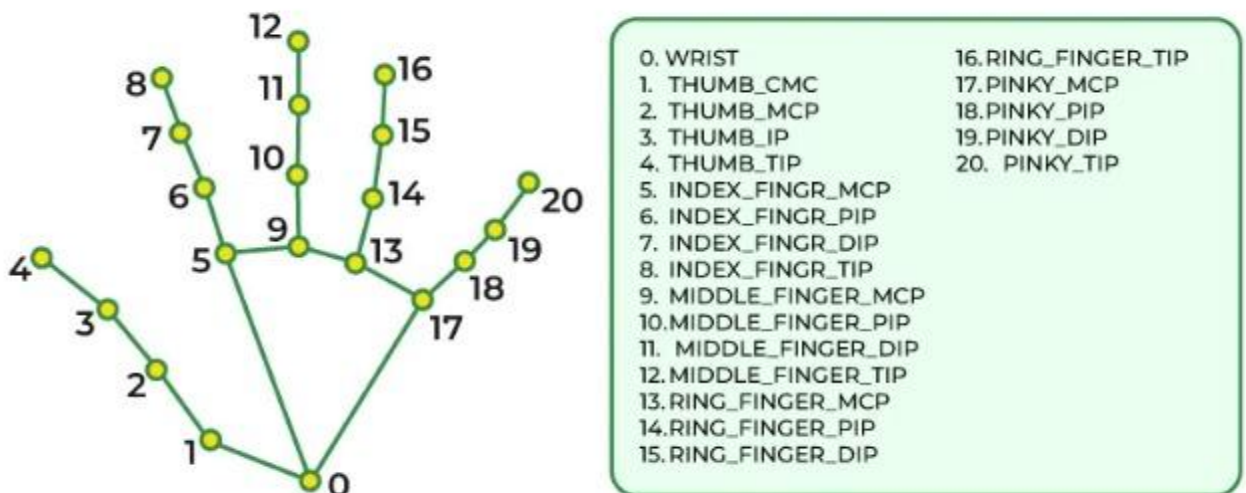 12
16
8
11
7
15
10
6
14
20
9
5
13
19
4
18
3
17
2
1
0
0. WRIST
1. THUMB_CMC
2. THUMB_MCP
3. THUMB_IP
4. THUMB_TIP
5. INDEX_FINGR_MCP
6. INDEX_FINGR_PIP
7. INDEX_FINGR_DIP
8. INDEX_FINGR_TIP
9. MIDDLE_FINGER_MCP
10. MIDDLE_FINGER_PIP
11. MIDDLE_FINGER_DIP
12. MIDDLE_FINGER_TIP
13. RING_FINGER_MCP
14. RING_FINGER_PIP
15. RING_FINGER_DIP
16. RING_FINGER_TIP
17. PINKY_MCP
18. PINKY_PIP
19. PINKY_DIP
20. PINKY_TIP